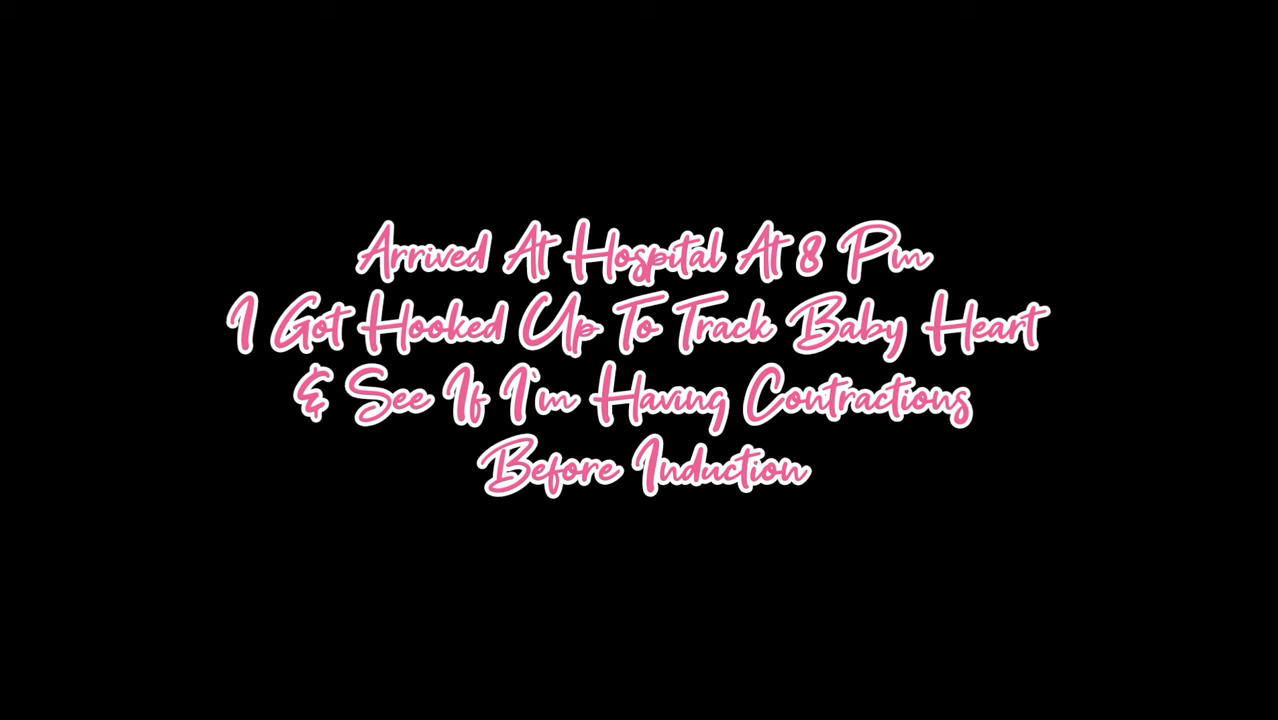 Arrived At Hospital At 8 Pm
I Got Hooked Up To Track Baby Heart
& See If I'm Having Contractions
Before Induction